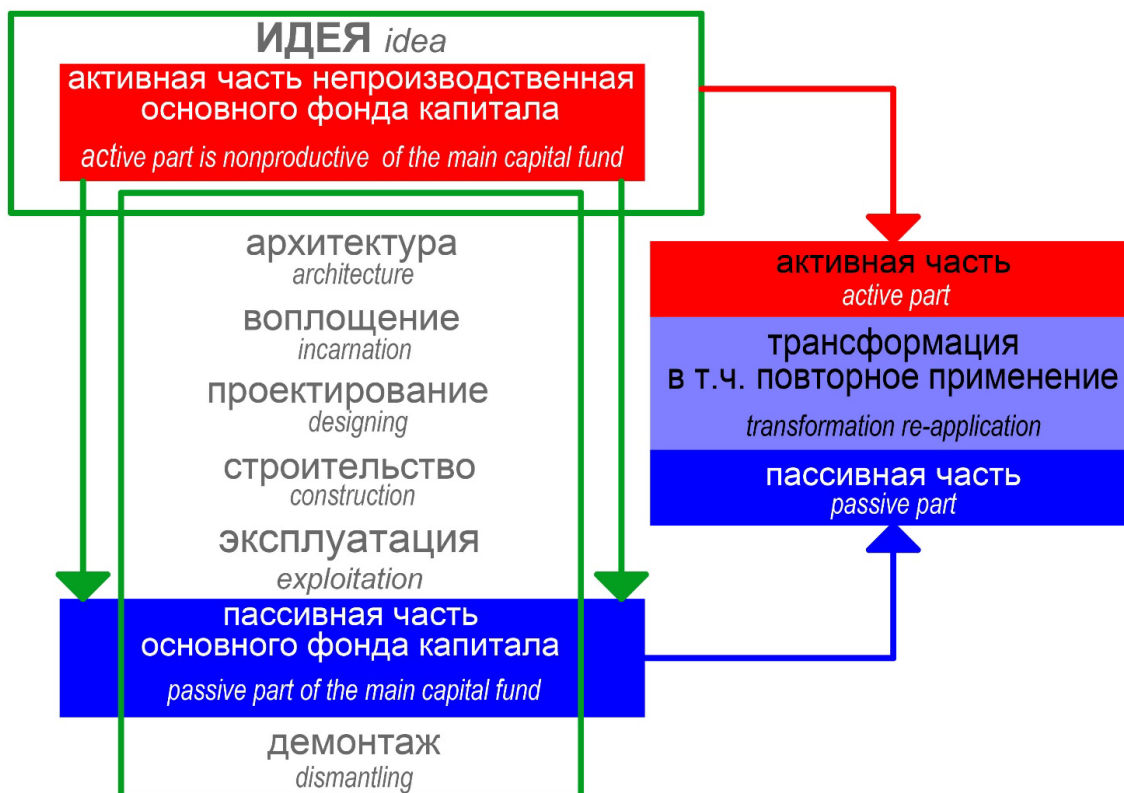 ИДЕЯ idea
активная часть непроизводственная
основного фонда капитала
active part is nonproductive of the main capital fund
архитектура
architecture
воплощение
incarnation
проектирование
designing
строительство
construction
эксплуатация
exploitation
пассивная часть
основного фонда капитала
passive part of the main capital fund
демонтаж
dismantling
активная часть
active part
трансформация
в т.ч. повторное применение
transformation re-application
пассивная часть
passive part